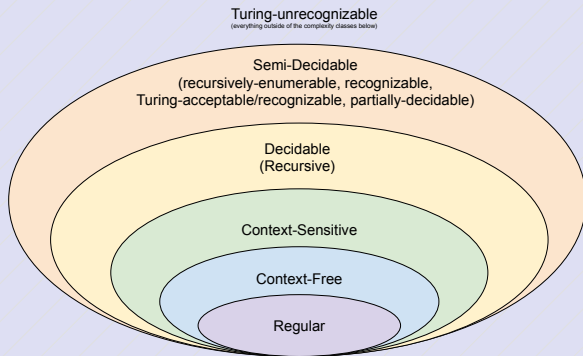 Turing-unrecognizable
(everything outside of the complexity classes below)
Semi-Decidable
(recursively-enumerable, recognizable,
Turing-acceptable/recognizable, partially-decidable)
Decidable
(Recursive)
Context-Sensitive
Context-Free
Regular